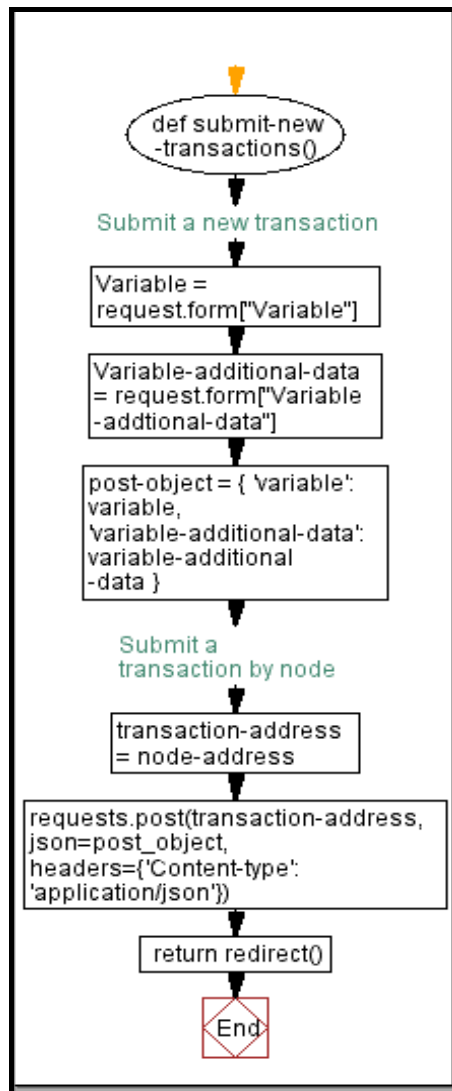 def submit-new
-transactions()
Submit a new transaction
Variable =
request.form["Variable"]
Variable-additional-data
= request.form["Variable
-addtional-data"]
post-object = { 'variable':
variable,
'variable-additional-data':
variable-additional
-data }
Submit a
transaction by node
transaction-address
= node-address
requests.post(transaction-address,
json=post_object,
headers={'Content-type':
'application/json'})
return redirect()
End